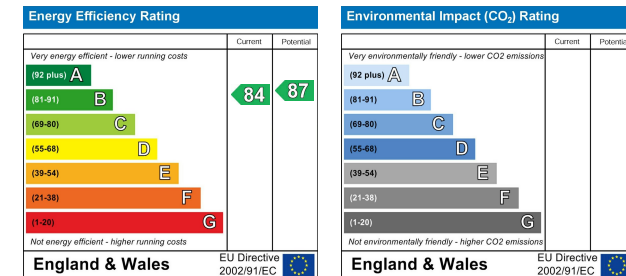 Energy Efficiency Rating
Current Potential
Very energy efficient - lower running costs
(92 plus) A
(81-91) B
84 87
(69-80) C
(55-68) D
(39-54) E
(21-38) F
(1-20) G
Not energy efficient - higher running costs
England & Wales
EU Directive
2002/91/EC
Environmental Impact (CO₂) Rating
Current
Very environmentally friendly - lower CO2 emissions
(92 plus) A
(81-91) B
(69-80) C
(55-68) D
(39-54) E
(21-38) F
(1-20) G
Not environmentally friendly - higher CO2 emissions
England & Wales
EU Directive
2002/91/EC